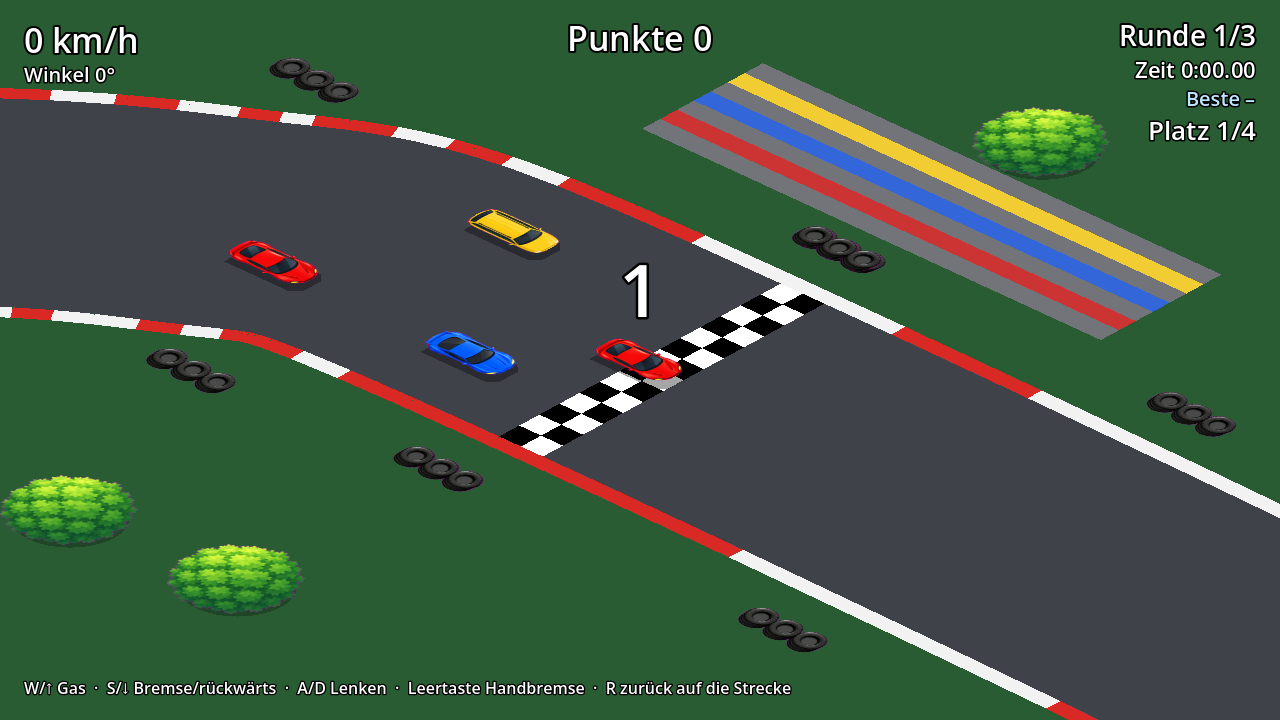 0 km/h
Winkel 0°
Punkte 0
Runde 1/3
Zeit 0:00.00
Beste –
Platz 1/4
1
W/↑ Gas · S/↓ Bremse/rückwärts · A/D Lenken · Leertaste Handbremse · R zurück auf die Strecke